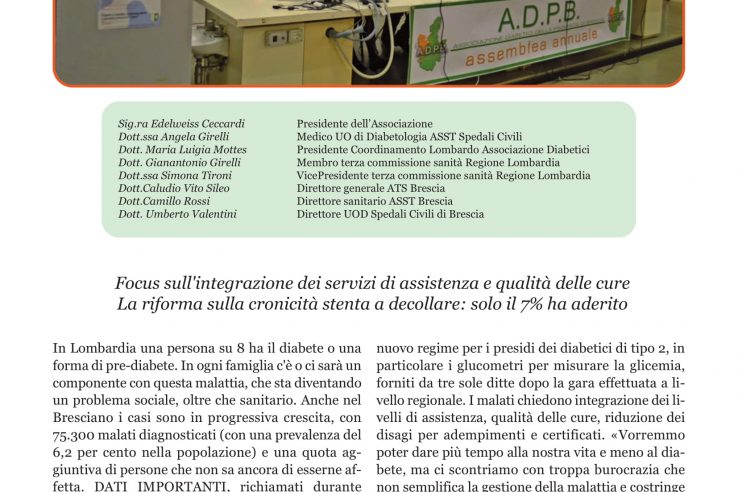 A.D.P.B.
assemblea annuale
Sig.ra Edelweiss Ceccardi Presidente dell'Associazione
Dott.ssa Angela Girelli Medico UO di Diabetologia ASST Spedali Civili
Dott. Maria Luigia Mottes Presidente Coordinamento Lombardo Associazione Diabetici
Dott. Gianantonio Girelli Membro terza commissione sanità Regione Lombardia
Dott.ssa Simona Tironi VicePresidente terza commissione sanità Regione Lombardia
Dott.Caludio Vito Sileo Direttore generale ATS Brescia
Dott.Camillo Rossi Direttore sanitario ASST Brescia
Dott. Umberto Valentini Direttore UOD Spedali Civili di Brescia
Focus sull'integrazione dei servizi di assistenza e qualità delle cure
La riforma sulla cronicità stenta a decollare: solo il 7% ha aderito
In Lombardia una persona su 8 ha il diabete o una
forma di pre-diabete. In ogni famiglia c'è o ci sarà un
componente con questa malattia, che sta diventando
un problema sociale, oltre che sanitario. Anche nel
Bresciano i casi sono in progressiva crescita, con
75.300 malati diagnosticati (con una prevalenza del
6,2 per cento nella popolazione) e una quota ag-
giuntiva di persone che non sa ancora di esserne af-
fetta. DATI IMPORTANTI, richiamati durante
nuovo regime per i presidi dei diabetici di tipo 2, in
particolare i glucometri per misurare la glicemia,
forniti da tre sole ditte dopo la gara effettuata a li-
vello regionale. I malati chiedono integrazione dei li-
velli di assistenza, qualità delle cure, riduzione dei
disagi per adempimenti e certificati. «Vorremmo
poter dare più tempo alla nostra vita e meno al dia-
bete, ma ci scontriamo con troppa burocrazia che
non semplifica la gestione della malattia e costringe